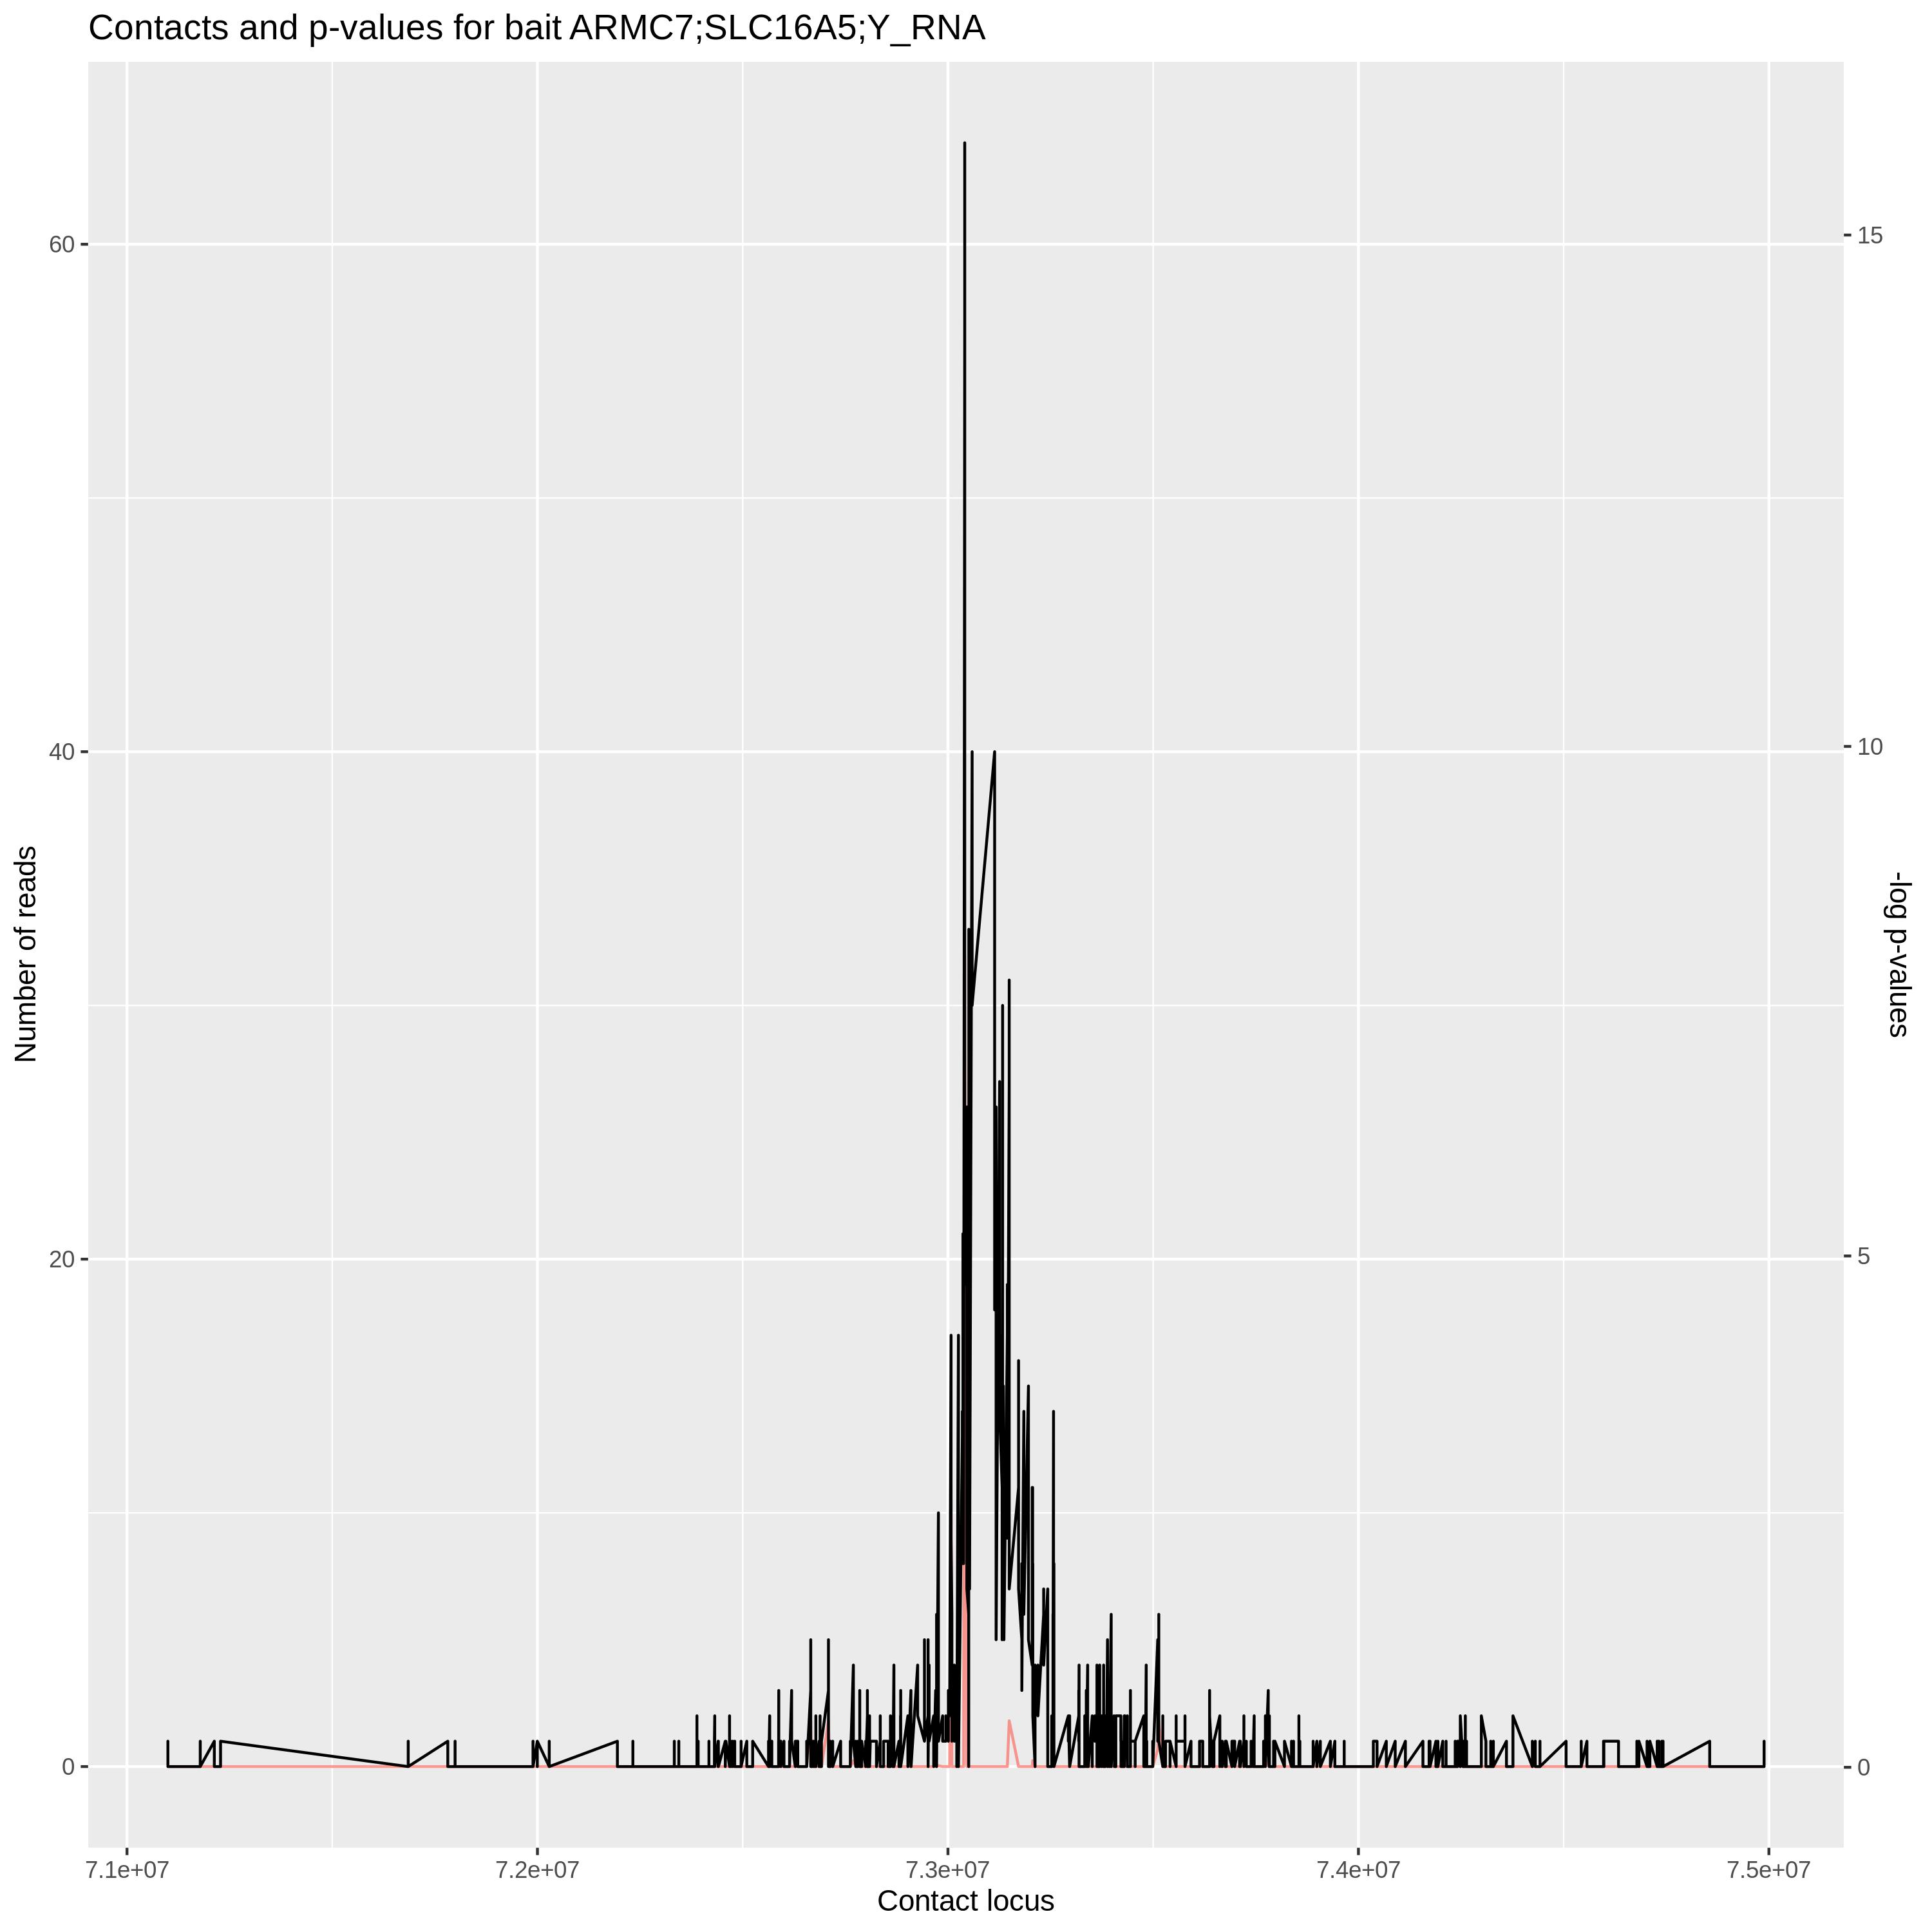 Contacts and p-values for bait ARMC7;SLC16A5;Y_RNA
60
40
20
0
15
10
5
0
Number of reads
-log p-values
7.1e+07
7.2e+07
7.3e+07
7.4e+07
7.5e+07
Contact locus